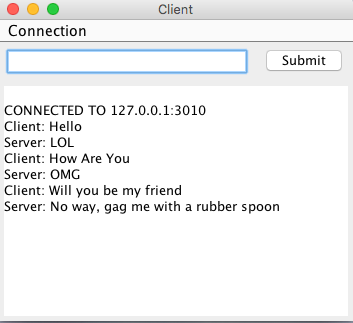 Client
Connection
Submit
CONNECTED TO 127.0.0.1:3010
Client: Hello
Server: LOL
Client: How Are You
Server: OMG
Client: Will you be my friend
Server: No way, gag me with a rubber spoon